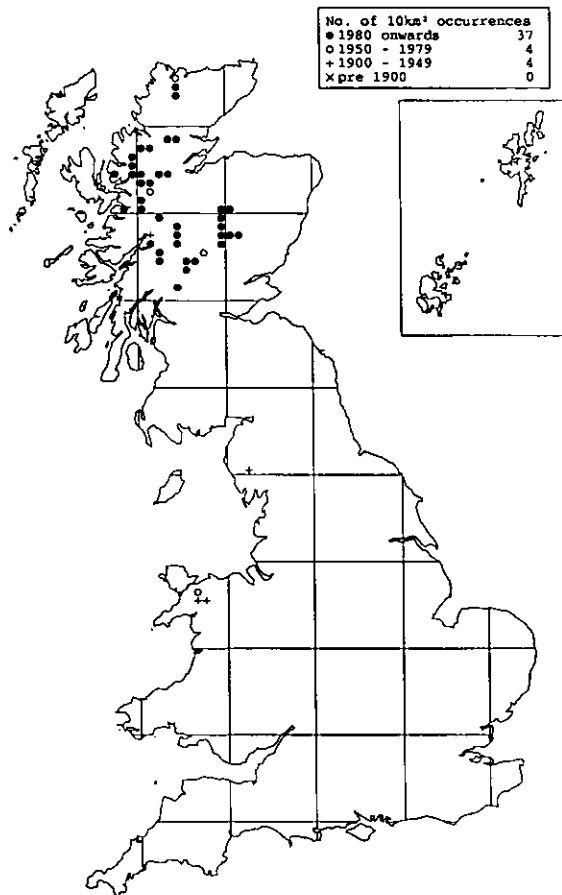 No. of 10km² occurrences
● 1980 onwards 37
○ 1950 - 1979 4
+ 1900 - 1949 4
× pre 1900 0